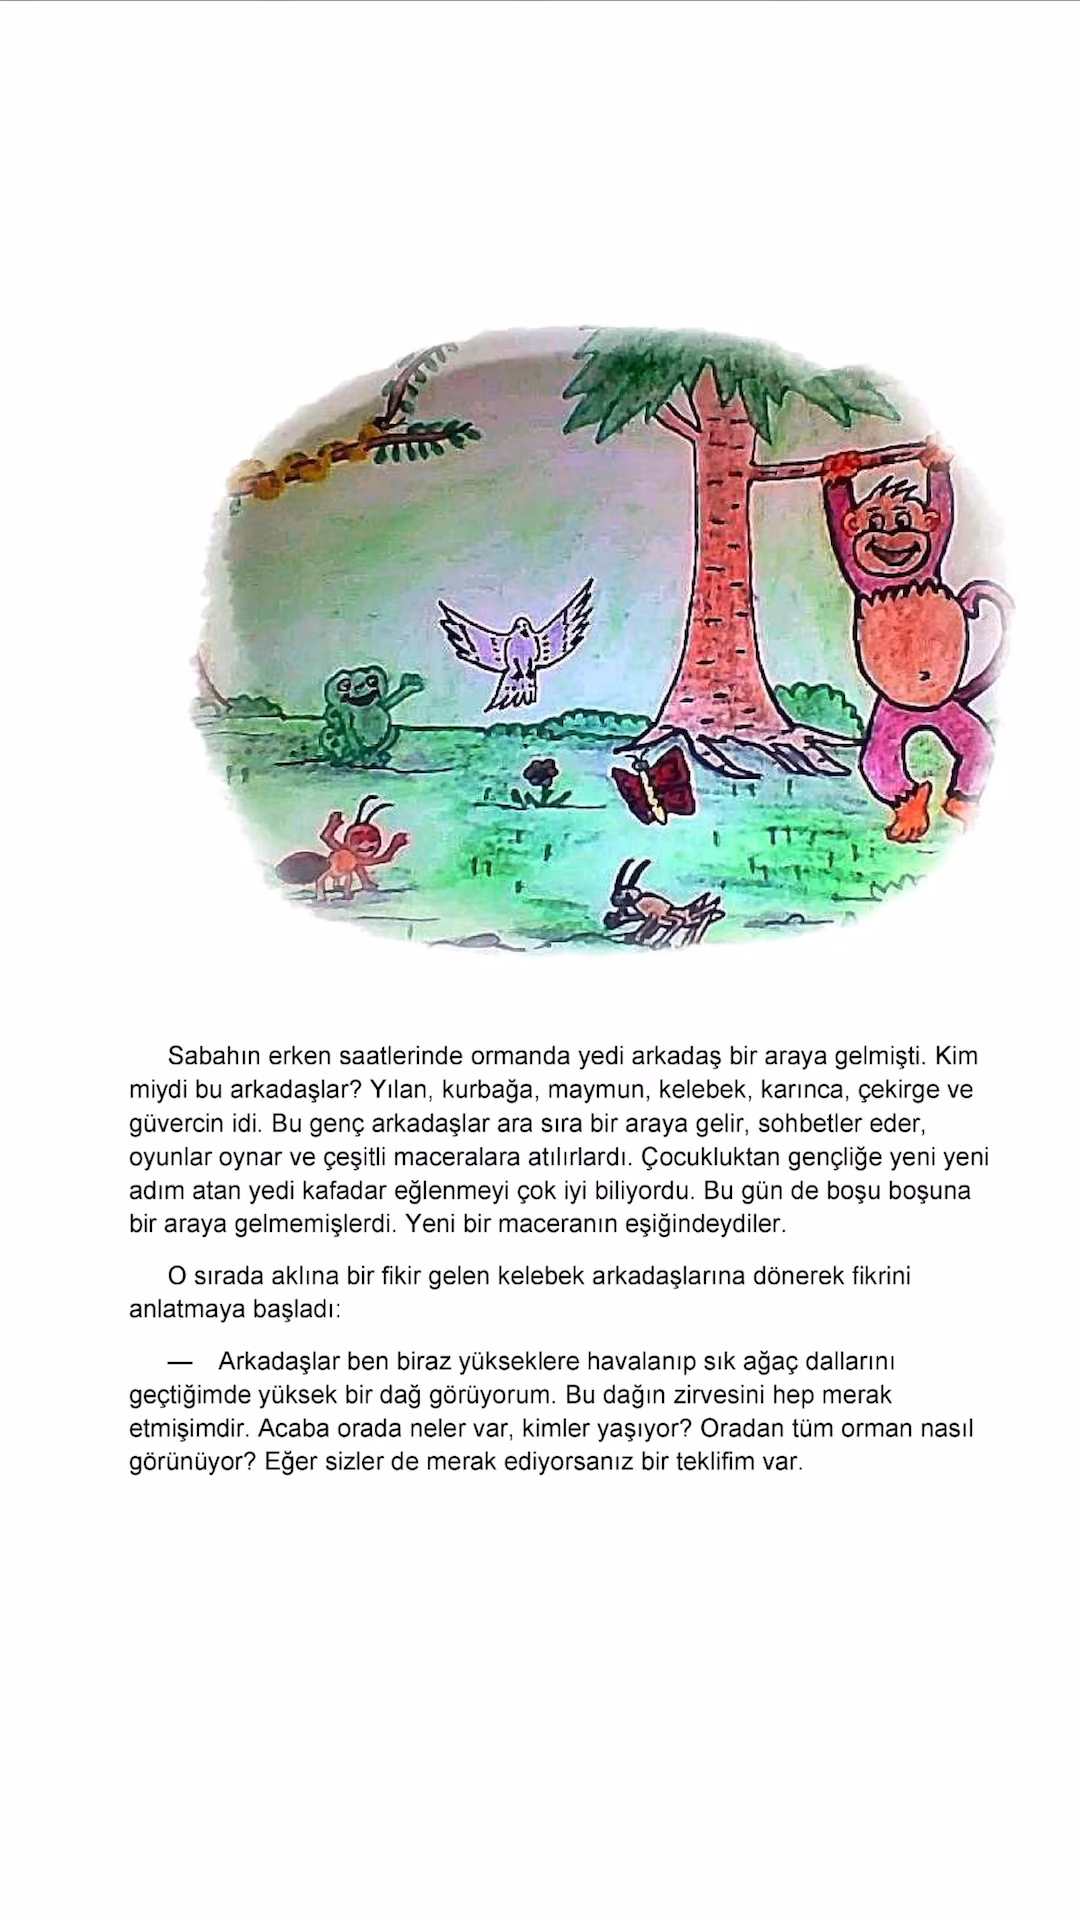 Sabahın erken saatlerinde ormanda yedi arkadaş bir araya gelmişti. Kim
miydi bu arkadaşlar? Yılan, kurbağa, maymun, kelebek, karınca, çekirge ve
güvercin idi. Bu genç arkadaşlar ara sıra bir araya gelir, sohbetler eder,
oyunlar oynar ve çeşitli maceralara atılırlardı. Çocukluktan gençliğe yeni yeni
adım atan yedi kafadar eğlenmeyi çok iyi biliyordu. Bu gün de boşu boşuna
bir araya gelmemişlerdi. Yeni bir maceranın eşiğindeydiler.
O sırada aklına bir fikir gelen kelebek arkadaşlarına dönerek fikrini
anlatmaya başladı:
— Arkadaşlar ben biraz yükseklere havalanıp sık ağaç dallarını
geçtiğimde yüksek bir dağ görüyorum. Bu dağın zirvesini hep merak
etmişimdir. Acaba orada neler var, kimler yaşıyor? Oradan tüm orman nasıl
görünüyor? Eğer sizler de merak ediyorsanız bir teklifim var.